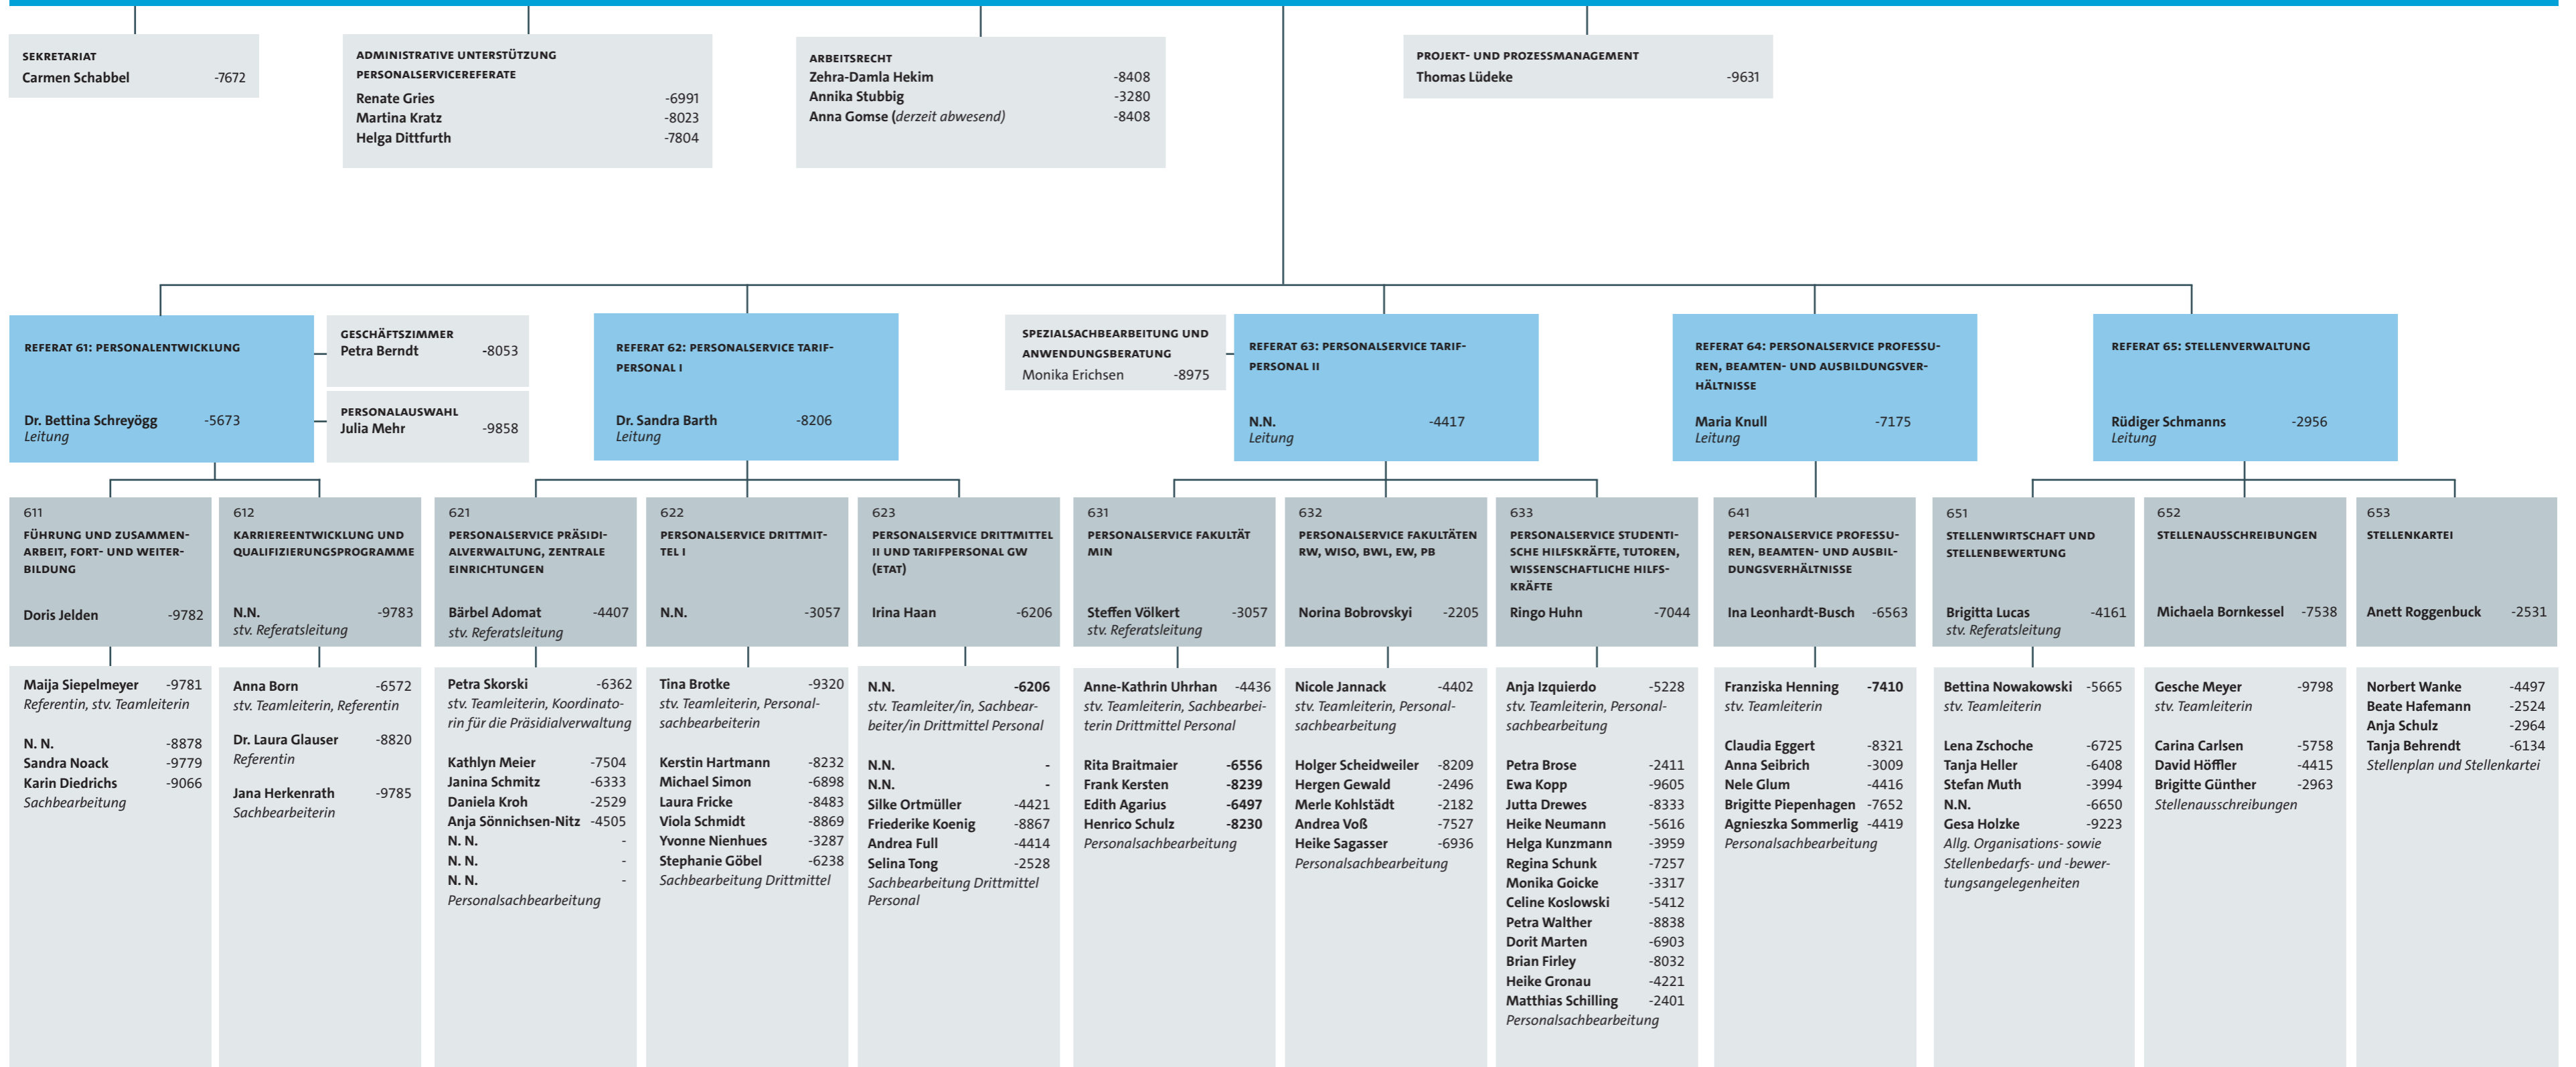 SEKRETARIAT
Carmen Schabbel -7672
ADMINISTRATIVE UNTERSTÜTZUNG
PERSONALSERVICEREFERATE
Renate Gries -6991
Martina Kratz -8023
Helga Dittfurth -7804
ARBEITSRECHT
Zehra-Damla Hekim -8408
Annika Stubbig -3280
Anna Gomse (derzeit abwesend) -8408
PROJEKT- UND PROZESSMANAGEMENT
Thomas Lüdeke -9631
REFERAT 61: PERSONALENTWICKLUNG
Dr. Bettina Schreyögg -5673
Leitung
GESCHÄFTSZIMMER
Petra Berndt -8053
PERSONALAUSWAHL
Julia Mehr -9858
REFERAT 62: PERSONALSERVICE TARIF-
PERSONAL I
Dr. Sandra Barth -8206
Leitung
SPEZIALSACHBEARBEITUNG UND
ANWENDUNGSBERATUNG
Monika Erichsen -8975
REFERAT 63: PERSONALSERVICE TARIF-
PERSONAL II
N.N. -4417
Leitung
REFERAT 64: PERSONALSERVICE PROFESSU-
REN, BEAMTEN- UND AUSBILDUNGSVER-
HÄLTNISSE
Maria Knull -7175
Leitung
REFERAT 65: STELLENVERWALTUNG
Rüdiger Schmanns -2956
Leitung
611
FÜHRUNG UND ZUSAMMEN-
ARBEIT, FORT- UND WEITER-
BILDUNG
Doris Jelden -9782
612
KARRIEREENTWICKLUNG UND
QUALIFIZIERUNGSPROGRAMME
N.N. -9783
stv. Referatsleitung
621
PERSONALSERVICE PRÄSIDI-
ALVERWALTUNG, ZENTRALE
EINRICHTUNGEN
Bärbel Adomat -4407
stv. Referatsleitung
622
PERSONALSERVICE DRITTMIT-
TEL I
N.N. -3057
623
PERSONALSERVICE DRITTMITTEL
II UND TARIFPERSONAL GW
(ETAT)
Irina Haan -6206
631
PERSONALSERVICE FAKULTÄT
MIN
Steffen Völkert -3057
stv. Referatsleitung
632
PERSONALSERVICE FAKULTÄTEN
RW, WISO, BWL, EW, PB
Norina Bobrovskyi -2205
633
PERSONALSERVICE STUDENTI-
SCHE HILFSKRÄFTE, TUTOREN,
WISSENSCHAFTLICHE HILFS-
KRÄFTE
Ringo Huhn -7044
641
PERSONALSERVICE PROFESSU-
REN, BEAMTEN- UND AUSBIL-
DUNGSVERHÄLTNISSE
Ina Leonhardt-Busch -6563
651
STELLENWIRTSCHAFT UND
STELLENBEWERTUNG
Brigitta Lucas -4161
stv. Referatsleitung
652
STELLENAUSSCHREIBUNGEN
Michaela Bornkessel -7538
653
STELLENKARTEI
Anett Roggenbuck -2531
Maija Siepelmeyer -9781
Referentin, stv. Teamleiterin
N. N. -8878
Sandra Noack -9779
Karin Diedrichs -9066
Sachbearbeitung
Anna Born -6572
stv. Teamleiterin, Referentin
Dr. Laura Glauser -8820
Referentin
Jana Herkenrath -9785
Sachbearbeiterin
Petra Skorski -6362
stv. Teamleiterin, Koordinato-
rin für die Präsidialverwaltung
Kathlyn Meier -7504
Janina Schmitz -6333
Daniela Kroh -2529
Anja Sönnichsen-Nitz -4505
N. N. -
N. N. -
N. N. -
Personalsachbearbeitung
Tina Brotke -9320
stv. Teamleiterin, Personal-
sachbearbeiterin
Kerstin Hartmann -8232
Michael Simon -6898
Laura Fricke -8483
Viola Schmidt -8869
Yvonne Nienhues -3287
Stephanie Göbel -6238
Sachbearbeitung Drittmittel
N.N. -6206
stv. Teamleiter/in, Sachbear-
beiter/in Drittmittel Personal
N.N. -
N.N. -
Silke Ortmüller -4421
Friederike Koenig -8867
Andrea Full -4414
Selina Tong -2528
Sachbearbeitung Drittmittel
Personal
Anne-Kathrin Uhrhan -4436
stv. Teamleiterin, Sachbearbei-
terin Drittmittel Personal
Rita Braitmaier -6556
Frank Kersten -8239
Edith Agarius -6497
Henrico Schulz -8230
Personalsachbearbeitung
Nicole Jannack -4402
stv. Teamleiterin, Personal-
sachbearbeitung
Holger Scheidweiler -8209
Hergen Gewald -2496
Merle Kohlstädt -2182
Andrea Voß -7527
Heike Sagasser -6936
Personalsachbearbeitung
Anja Izquierdo -5228
stv. Teamleiterin, Personal-
sachbearbeitung
Petra Brose -2411
Ewa Kopp -9605
Jutta Drewes -8333
Heike Neumann -5616
Helga Kunzmann -3959
Regina Schunk -7257
Monika Goicke -3317
Celine Koslowski -5412
Petra Walther -8838
Dorit Marten -6903
Brian Firley -8032
Heike Gronau -4221
Matthias Schilling -2401
Personalsachbearbeitung
Franziska Henning -7410
stv. Teamleiterin
Claudia Eggert -8321
Anna Seibrich -3009
Nele Glum -4416
Brigitte Piepenhagen -7652
Agnieszka Sommerlig -4419
Personalsachbearbeitung
Bettina Nowakowski -5665
stv. Teamleiterin
Lena Zschoche -6725
Tanja Heller -6408
Stefan Muth -3994
N.N. -6650
Gesa Holzke -9223
Allg. Organisations- sowie
Stellenbedarfs- und -bewer-
tungsangelegenheiten
Gesche Meyer -9798
stv. Teamleiterin
Carina Carlsen -5758
David Höffler -4415
Brigitte Günther -2963
Stellenausschreibungen
Norbert Wanke -4497
Beate Hafemann -2524
Anja Schulz -2964
Tanja Behrendt -6134
Stellenplan und Stellenkartei